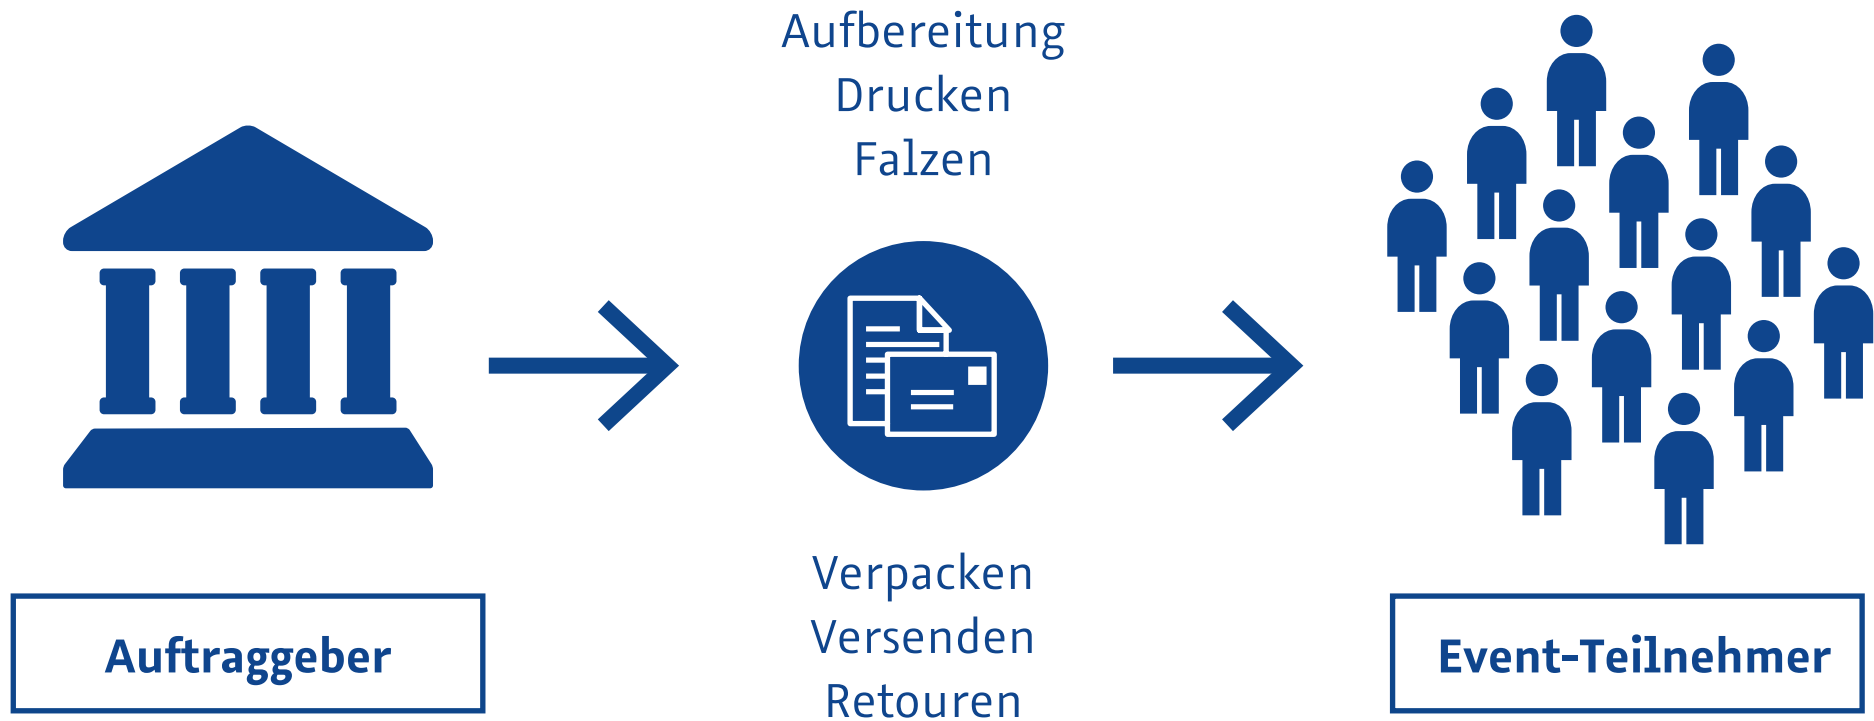 Aufbereitung
Drucken
Falzen
Verpacken
Versenden
Retouren
Auftraggeber
Event-Teilnehmer